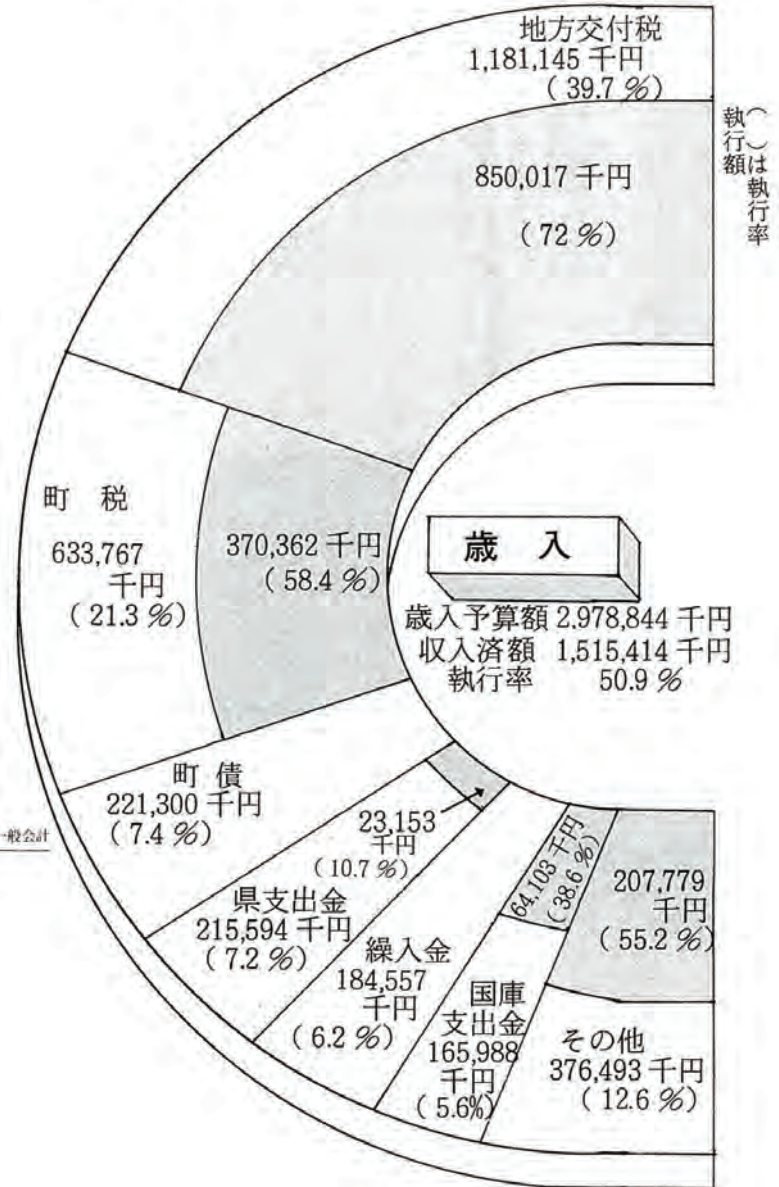 地方交付税
1,181,145 千円
( 39.7 %)
850,017 千円
( 72 %)
執行額
( )は執行率
町 税
633,767
千円
( 21.3 %)
370,362 千円
( 58.4 %)
歳 入
歳入予算額 2,978,844 千円
収入済額 1,515,414 千円
執行率 50.9 %
町 債
221,300 千円
( 7.4 %)
一般会計
23,153
千円
( 10.7 %)
県支出金
215,594 千円
( 7.2 %)
繰入金
184,557
千円
( 6.2 %)
64,103 千円
( 38.6 %)
国庫
支出金
165,988
千円
( 5.6%)
207,779
千円
( 55.2 %)
その他
376,493 千円
( 12.6 %)